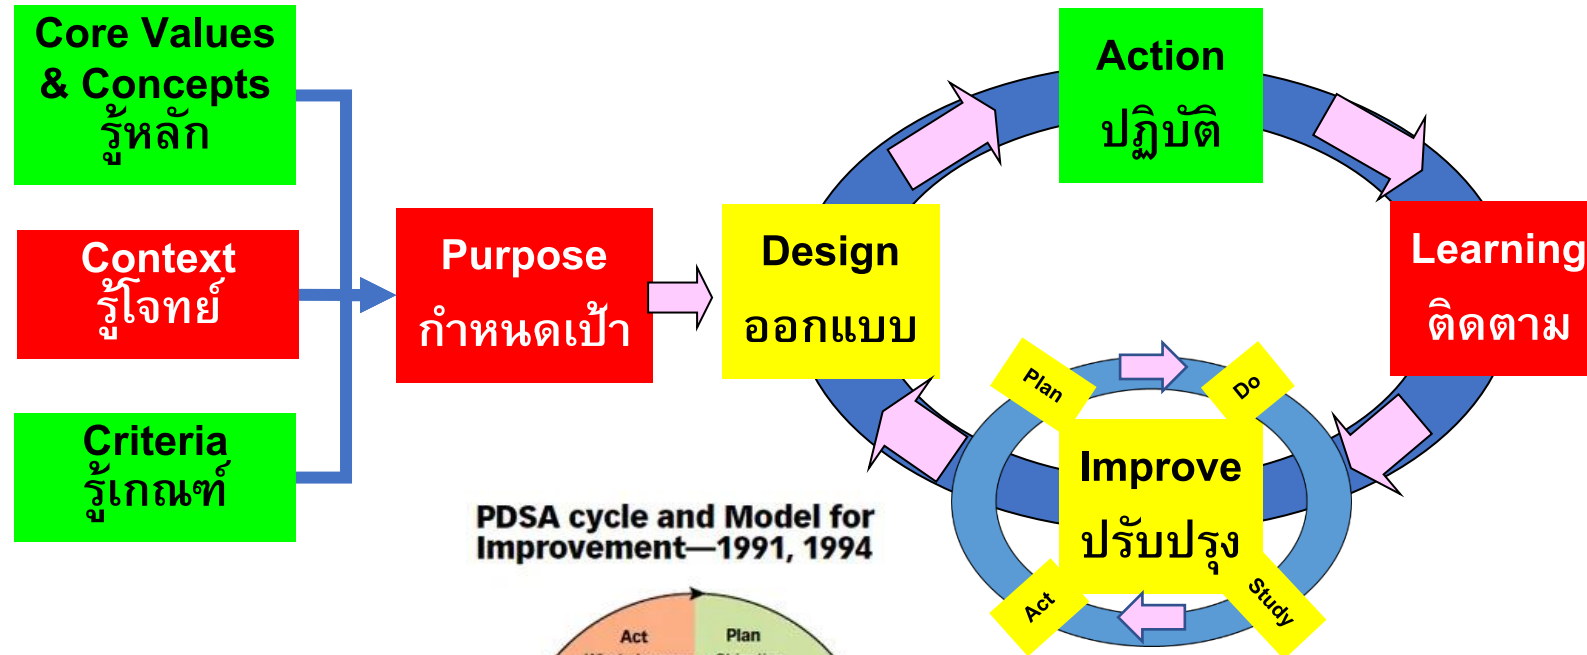 Core Values
& Concepts
รู้หลัก
Context
รู้โจทย์
Criteria
รู้เกณฑ์
Purpose
กำหนดเป้า
Design
ออกแบบ
Action
ปฏิบัติ
Learning
ติดตาม
Improve
ปรับปรุง
Plan
Do
Study
Act
PDSA cycle and Model for
Improvement—1991, 1994
Act
Plan